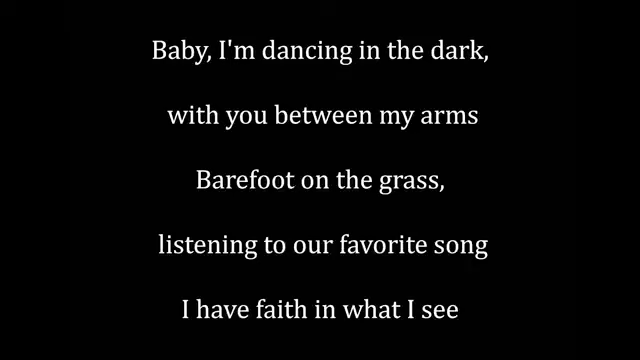 Baby, I'm dancing in the dark,
with you between my arms
Barefoot on the grass,
listening to our favorite song
I have faith in what I see